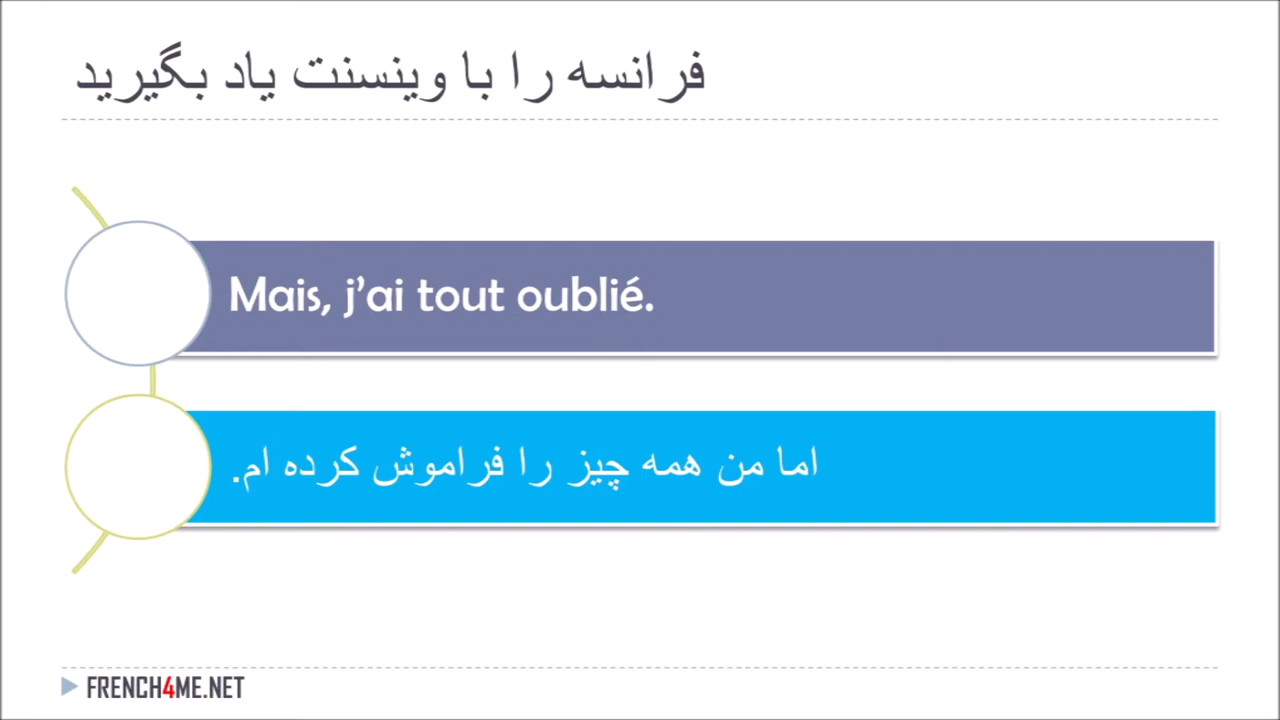 فرانسه را با وینسنت یاد بگیرید
Mais, j'ai tout oublié.
اما من همه چیز را فراموش کرده ام.
FRENCH4ME.NET